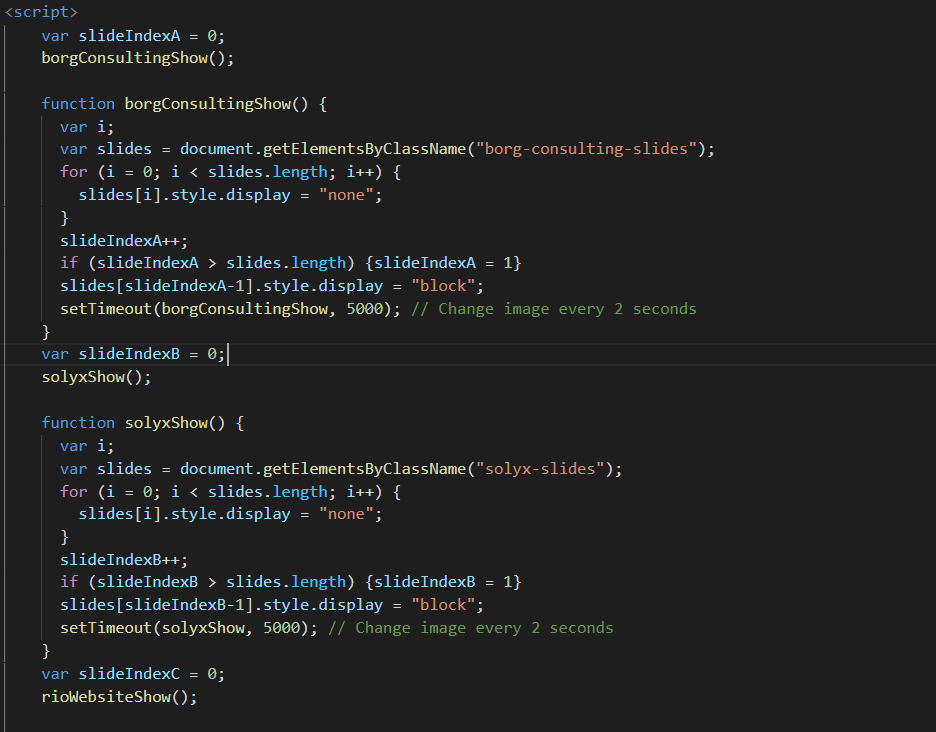 <script>
var slideIndexA = 0;
borgConsultingShow();
function borgConsultingShow() {
var i;
var slides = document.getElementsByClassName("borg-consulting-slides");
for (i = 0; i < slides.length; i++) {
slides[i].style.display = "none";
}
slideIndexA++;
if (slideIndexA > slides.length) {slideIndexA = 1}
slides[slideIndexA-1].style.display = "block";
setTimeout(borgConsultingShow, 5000); // Change image every 2 seconds
}
var slideIndexB = 0;
solyxShow();
function solyxShow() {
var i;
var slides = document.getElementsByClassName("solyx-slides");
for (i = 0; i < slides.length; i++) {
slides[i].style.display = "none";
}
slideIndexB++;
if (slideIndexB > slides.length) {slideIndexB = 1}
slides[slideIndexB-1].style.display = "block";
setTimeout(solyxShow, 5000); // Change image every 2 seconds
}
var slideIndexC = 0;
rioWebsiteShow();